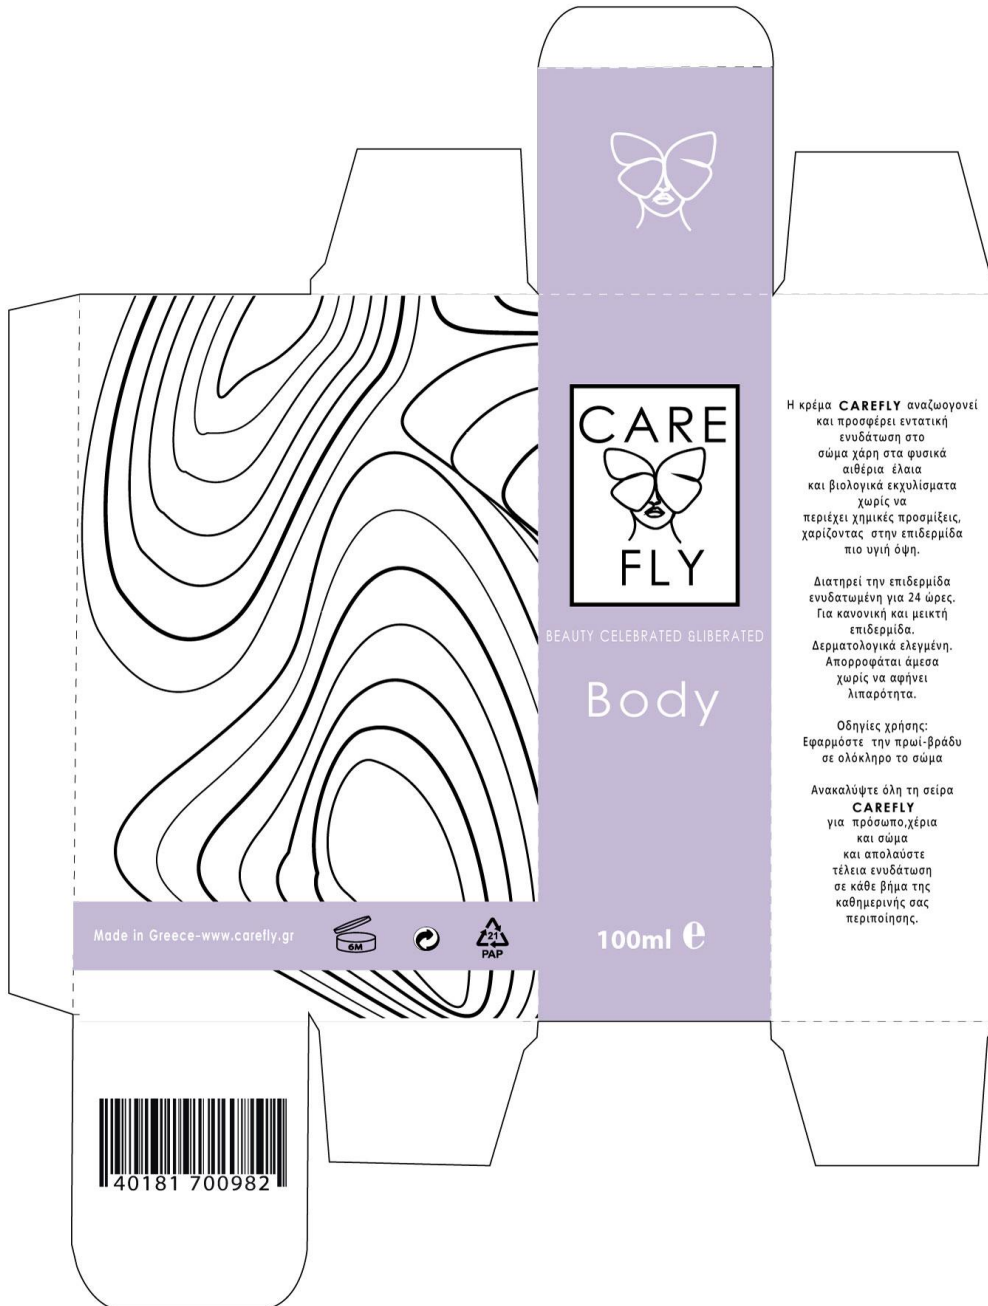 CARE
FLY
BEAUTY CELEBRATED &LIBERATED
Body
100ml e
Made in Greece-www.carefly.gr
6M
21
PAP
40181 700982
Η κρέμα CAREFLY αναζωογονεί
και προσφέρει εντατική
ενυδάτωση στο
σώμα χάρη στα φυσικά
αιθέρια έλαια
και βιολογικά εκχυλίσματα
χωρίς να
περιέχει χημικές προσμίξεις,
χαρίζοντας στην επιδερμίδα
πιο υγιή όψη.
Διατηρεί την επιδερμίδα
ενυδατωμένη για 24 ώρες.
Για κανονική και μεικτή
επιδερμίδα.
Δερματολογικά ελεγμένη.
Απορροφάται άμεσα
χωρίς να αφήνει
λιπαρότητα.
Οδηγίες χρήσης:
Εφαρμόστε την πρωί-βράδυ
σε ολόκληρο το σώμα
Ανακαλύψτε όλη τη σείρα
CAREFLY
για πρόσωπο,χέρια
και σώμα
και απολαύστε
τέλεια ενυδάτωση
σε κάθε βήμα της
καθημερινής σας
περιποίησης.